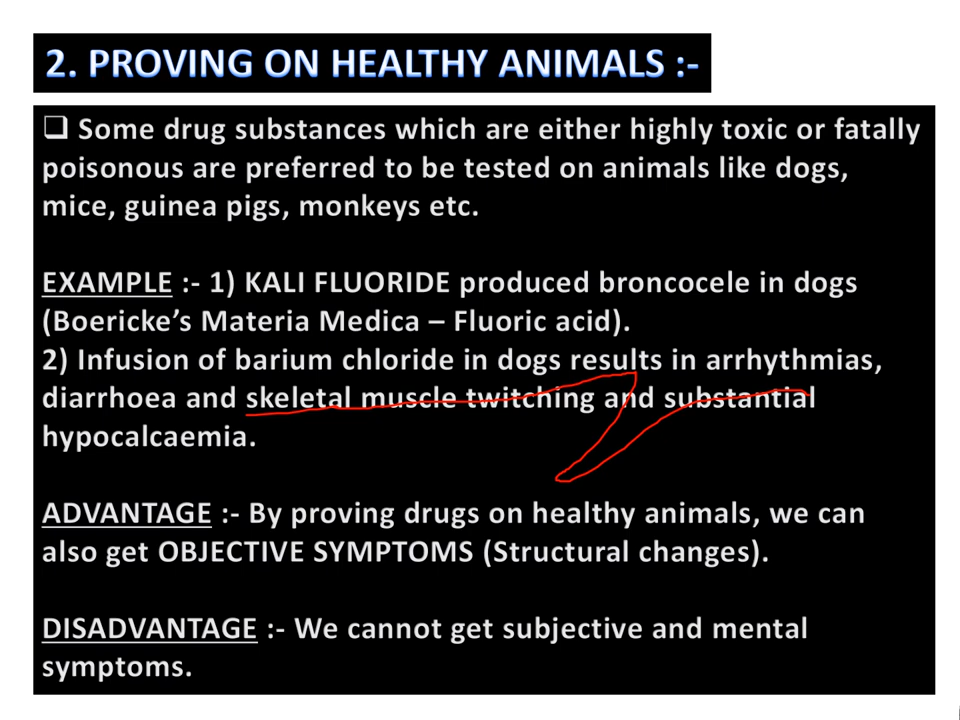 2. PROVING ON HEALTHY ANIMALS :-
Some drug substances which are either highly toxic or fatally
poisonous are preferred to be tested on animals like dogs,
mice, guinea pigs, monkeys etc.
EXAMPLE :- 1) KALI FLUORIDE produced broncocele in dogs
(Boericke’s Materia Medica – Fluoric acid).
2) Infusion of barium chloride in dogs results in arrhythmias,
diarrhoea and skeletal muscle twitching and substantial
hypocalcaemia.
ADVANTAGE :- By proving drugs on healthy animals, we can
also get OBJECTIVE SYMPTOMS (Structural changes).
DISADVANTAGE :- We cannot get subjective and mental
symptoms.